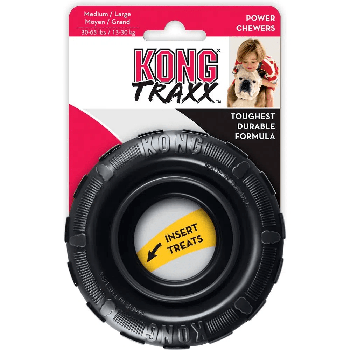 Medium / Large
Moyen / Grand
30-65 lbs / 13-30 kg
POWER
CHEWERS
KONG
TRAXX
TOUGHEST
DURABLE
FORMULA
KONG
INSERT
TREATS